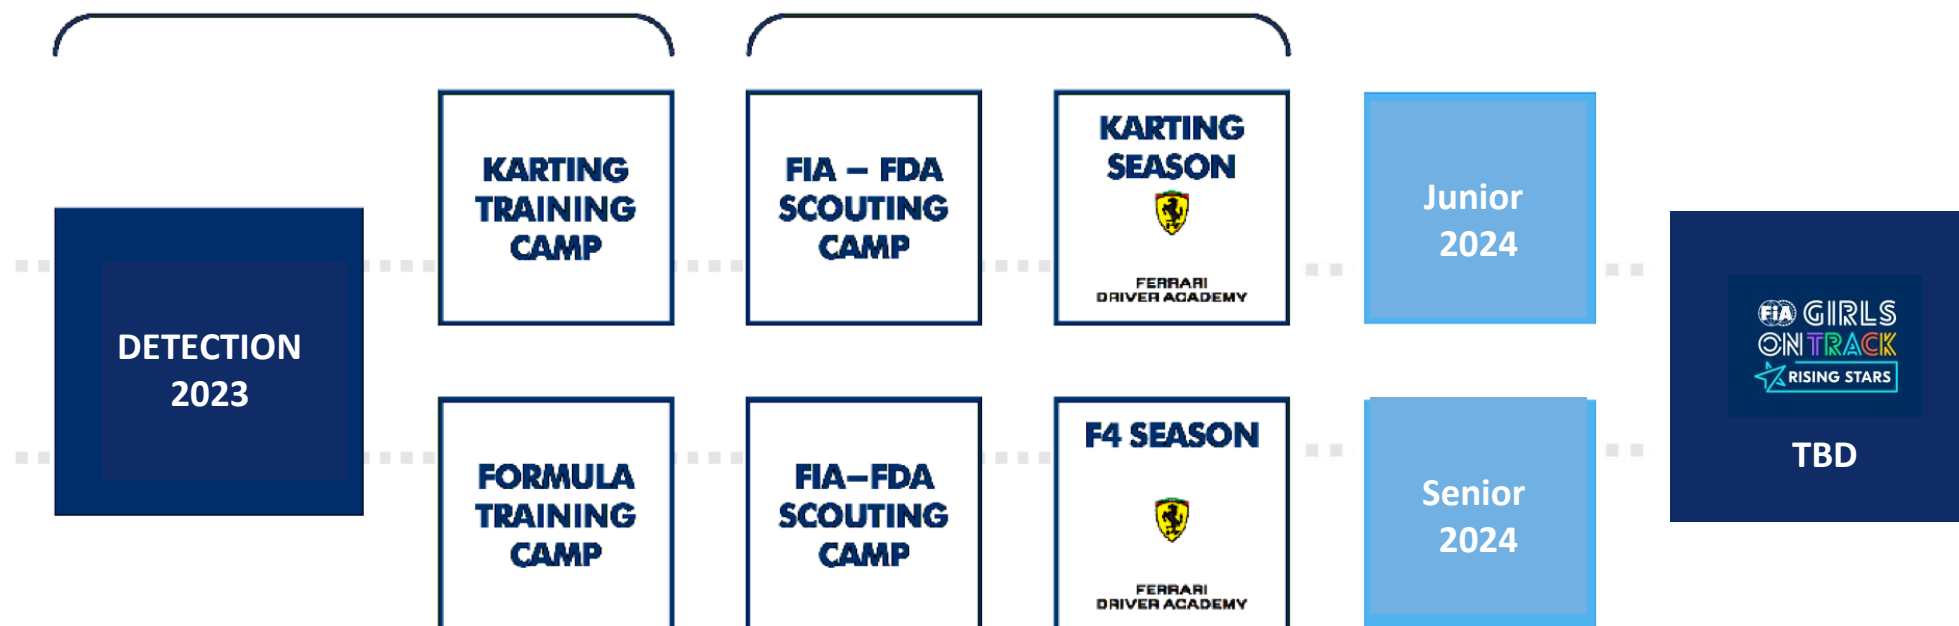 DETECTION
2023
KARTING
TRAINING
CAMP
FIA – FDA
SCOUTING
CAMP
KARTING
SEASON
FERRARI
DRIVER ACADEMY
Junior
2024
FORMULA
TRAINING
CAMP
FIA–FDA
SCOUTING
CAMP
F4 SEASON
FERRARI
DRIVER ACADEMY
Senior
2024
FIA GIRLS
ON TRACK
RISING STARS
TBD